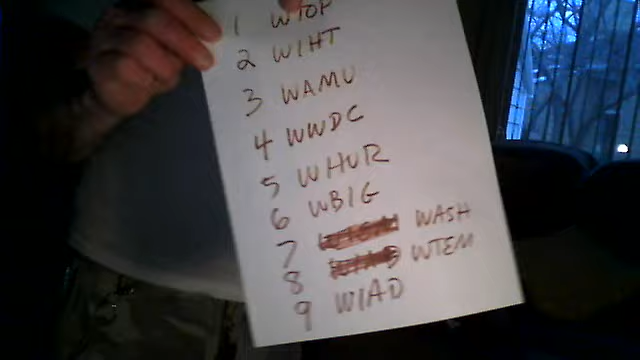 1 WTOP
2 WIHT
3 WAMU
4 WWDC
5 WHUR
6 WBIG
7 WASH
8 WTEM
9 WIAD